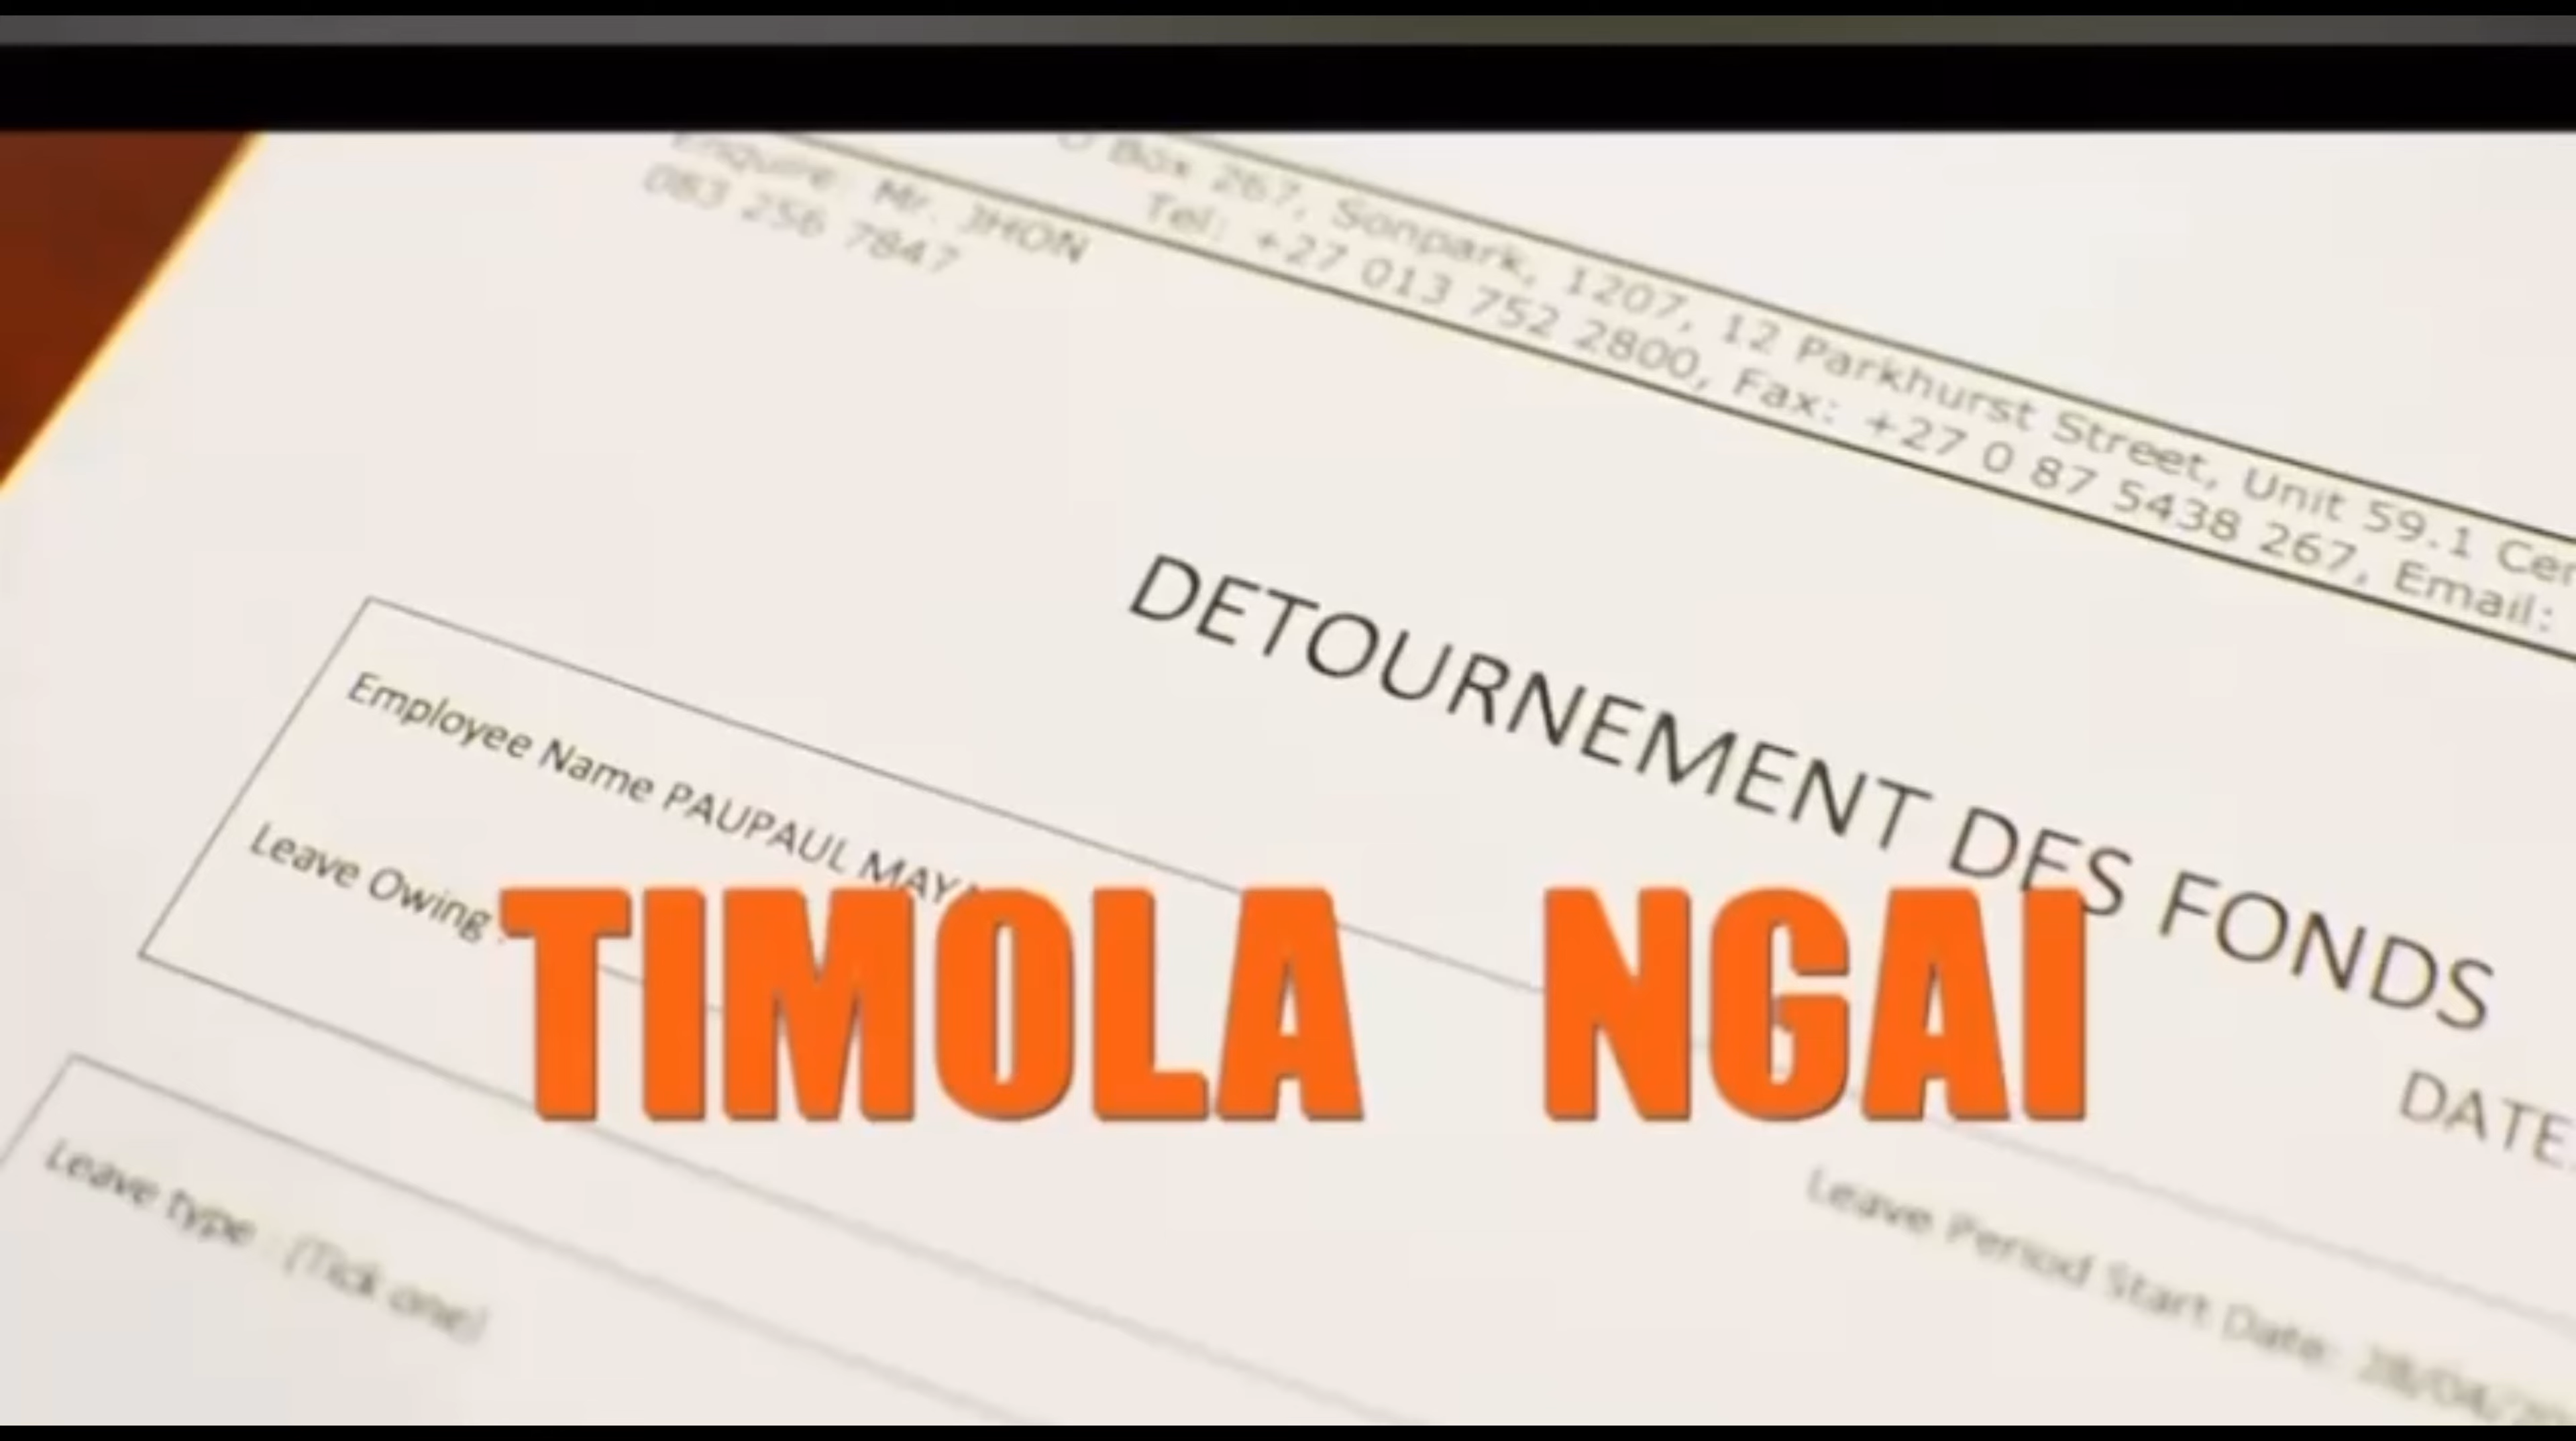 O Box 267, Sonpark, 1207, 12 Parkhurst Street, Unit 59.1
Tel: +27 013 752 2800, Fax: +27 0 87 5438 267, Email:
Enquire: Mr. JHON
083 256 7847
DETOURNEMENT DES FONDS
DATE:
Employee Name PAUPAUL
Leave Owing
TIMOLA NGAI
Leave Period Start Date: 28/04/
Leave type : (Tick one)